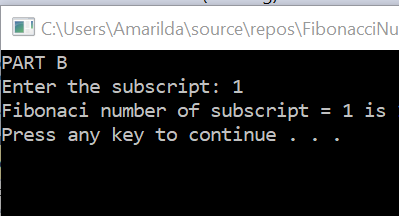 C:\Users\Amarilda\source\repos\FibonacciNu
PART B
Enter the subscript: 1
Fibonaci number of subscript = 1 is
Press any key to continue . . .